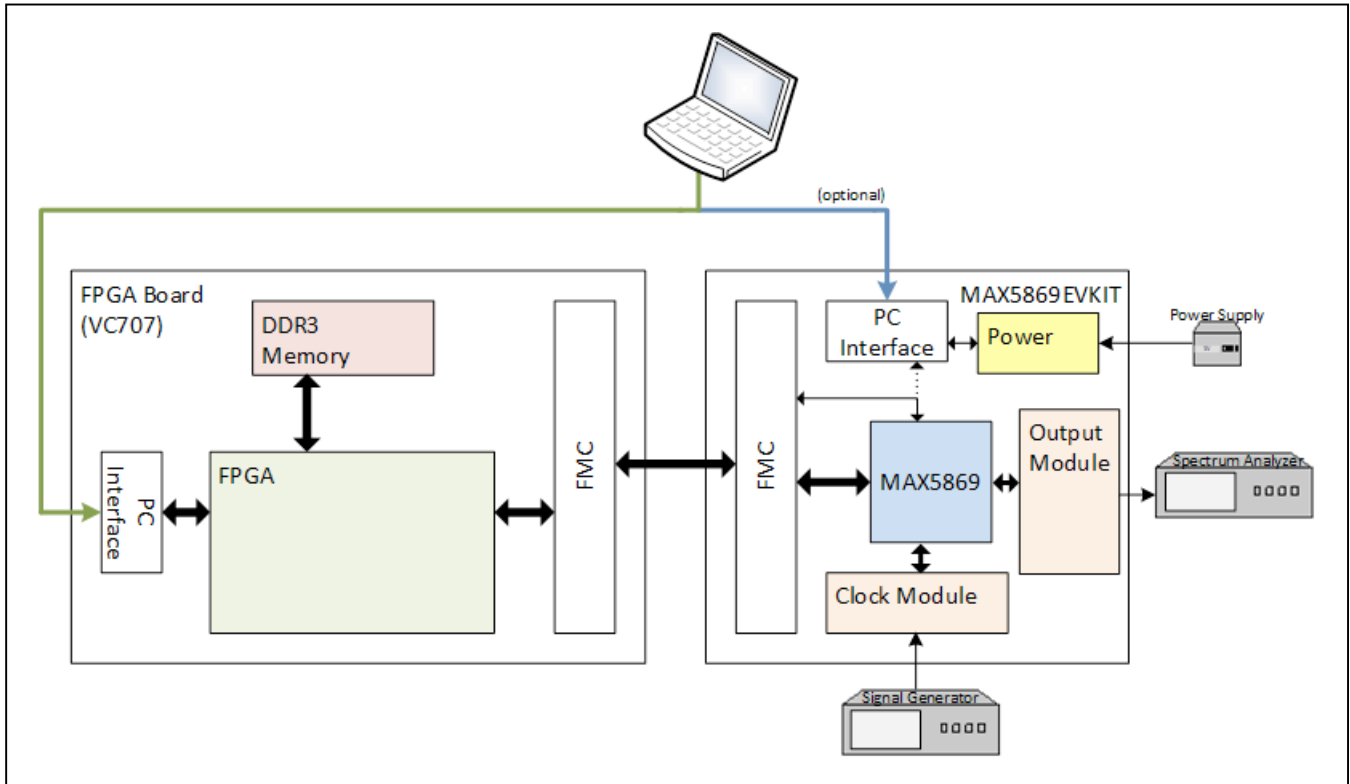 (optional)
FPGA Board
(VC707)
DDR3
Memory
FPGA
PC
Interface
FMC
FMC
MAX5869EVKIT
PC
Interface
Power
Power Supply
MAX5869
Output
Module
Spectrum Analyzer
Clock Module
Signal Generator